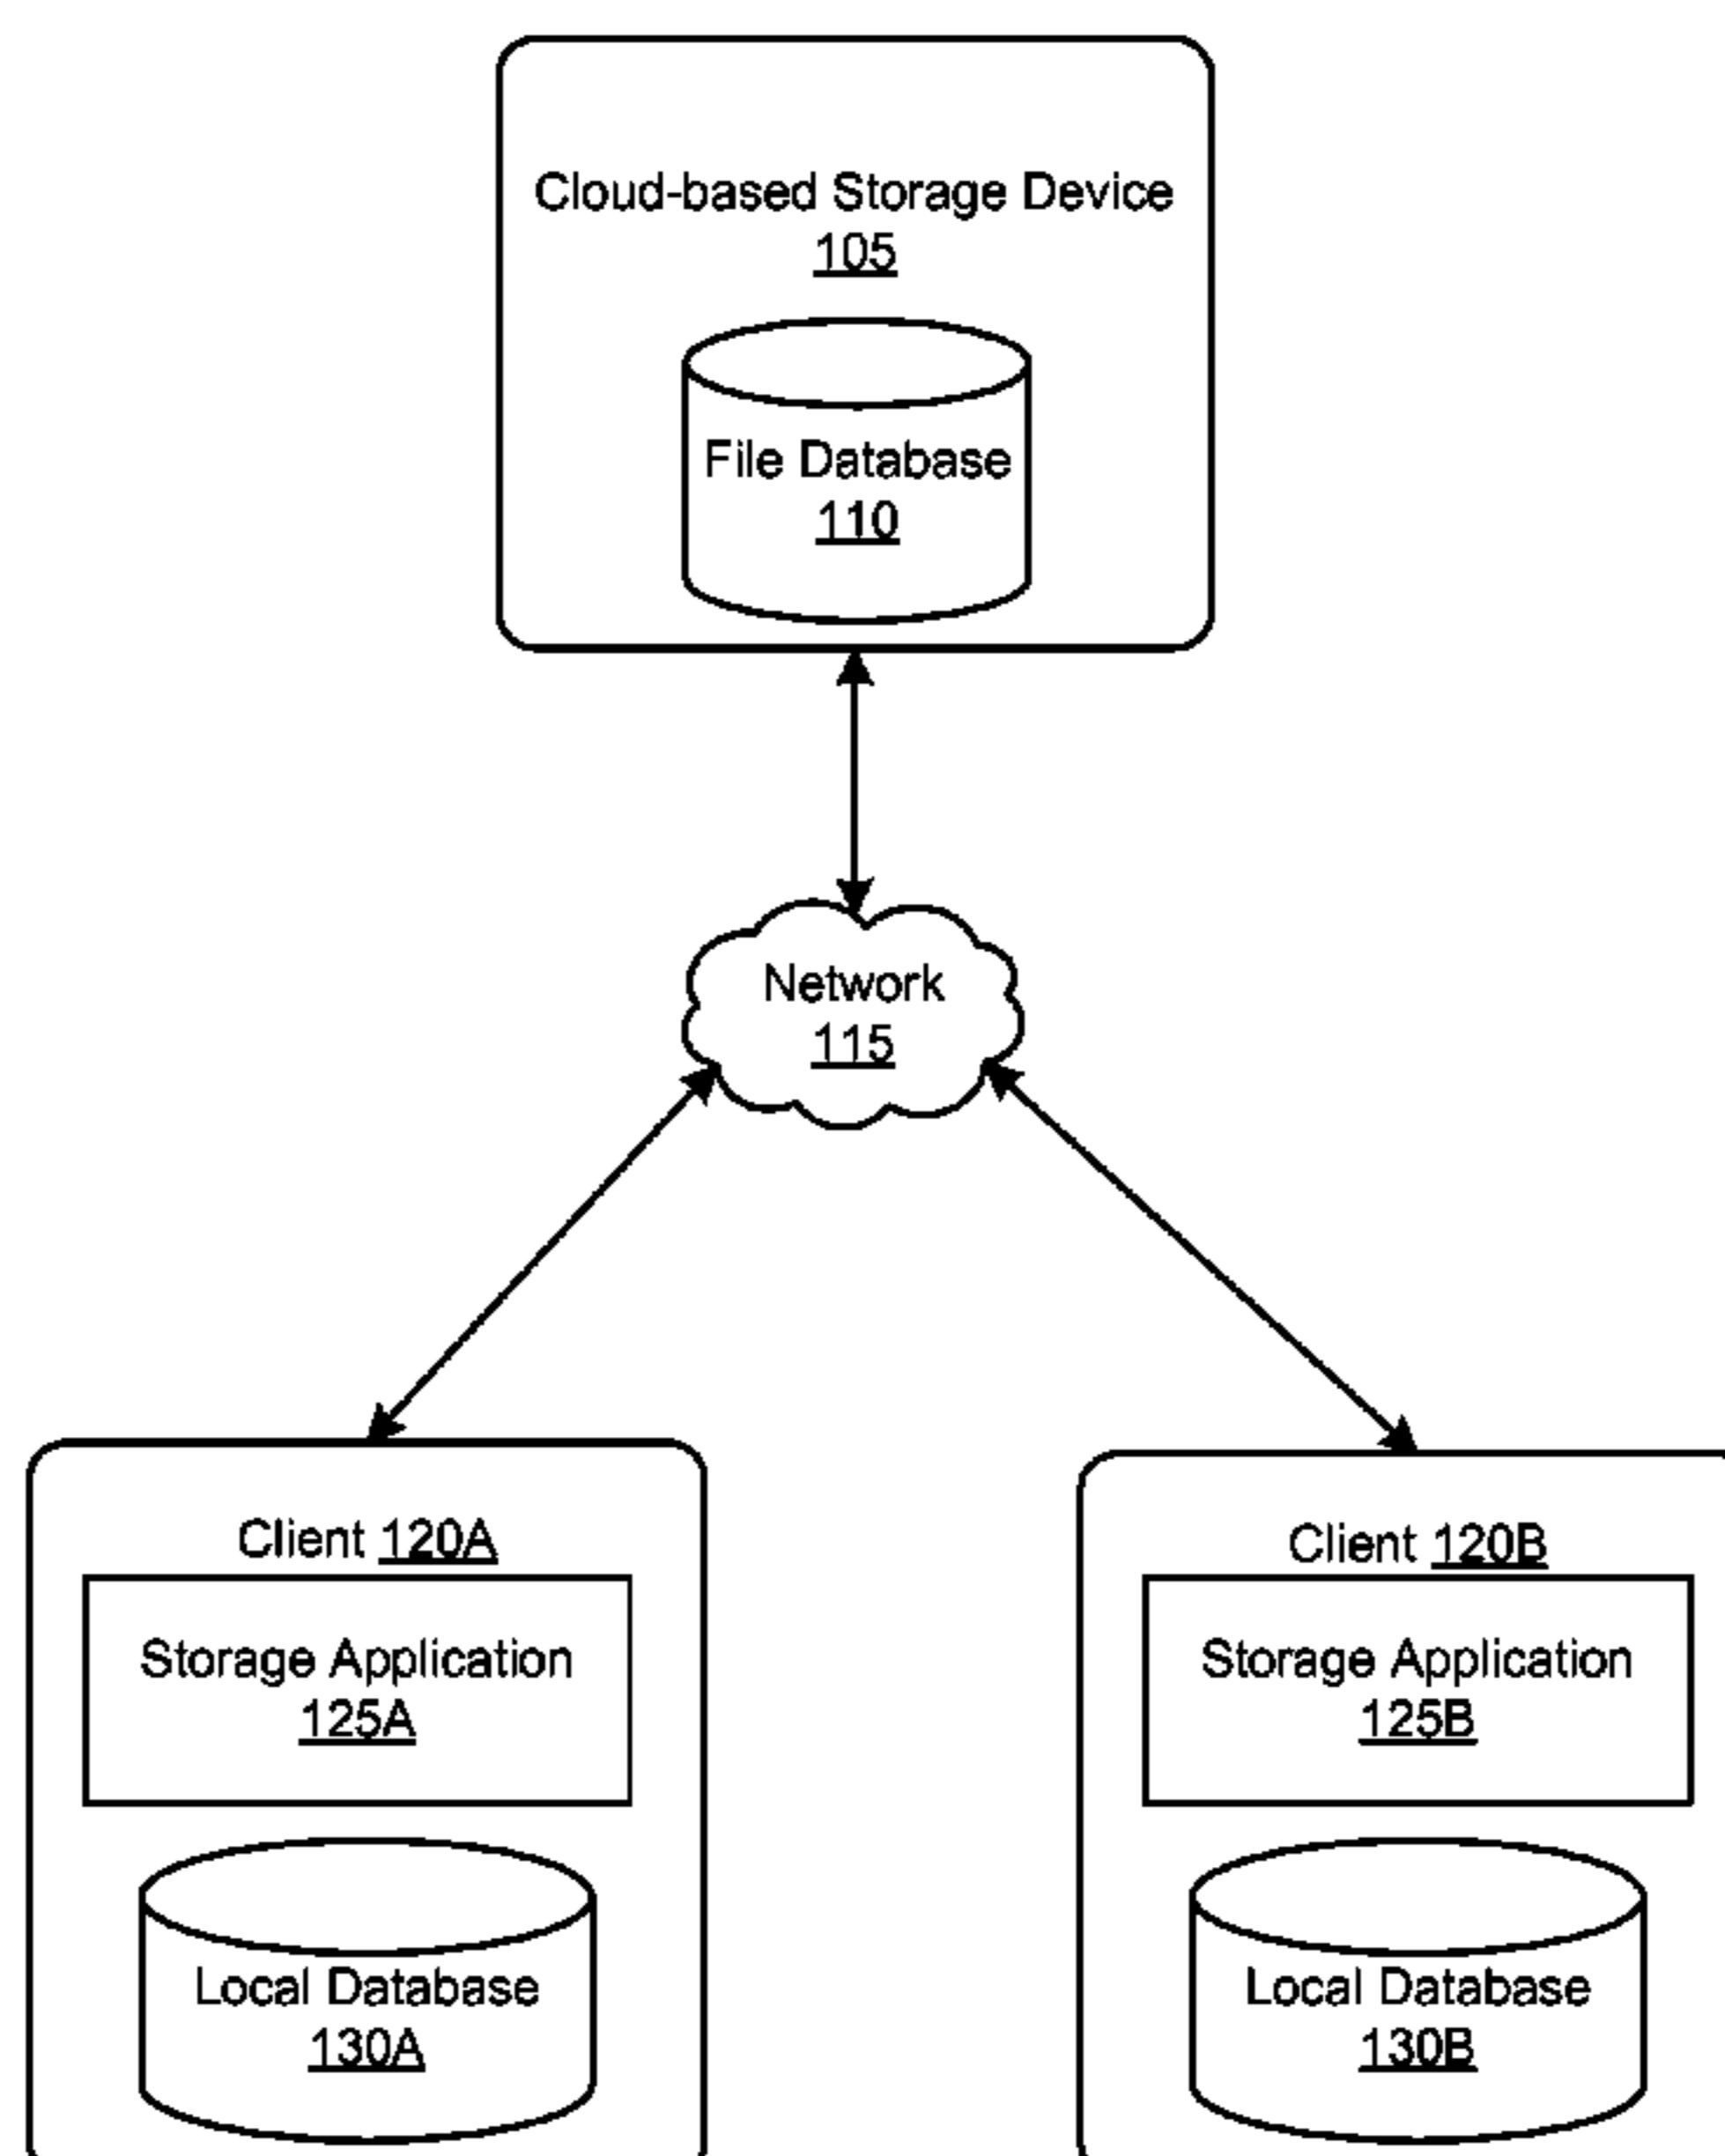 Cloud-based Storage Device
105
File Database
110
Network
115
Client 120A
Storage Application
125A
Local Database
130A
Client 120B
Storage Application
125B
Local Database
130B